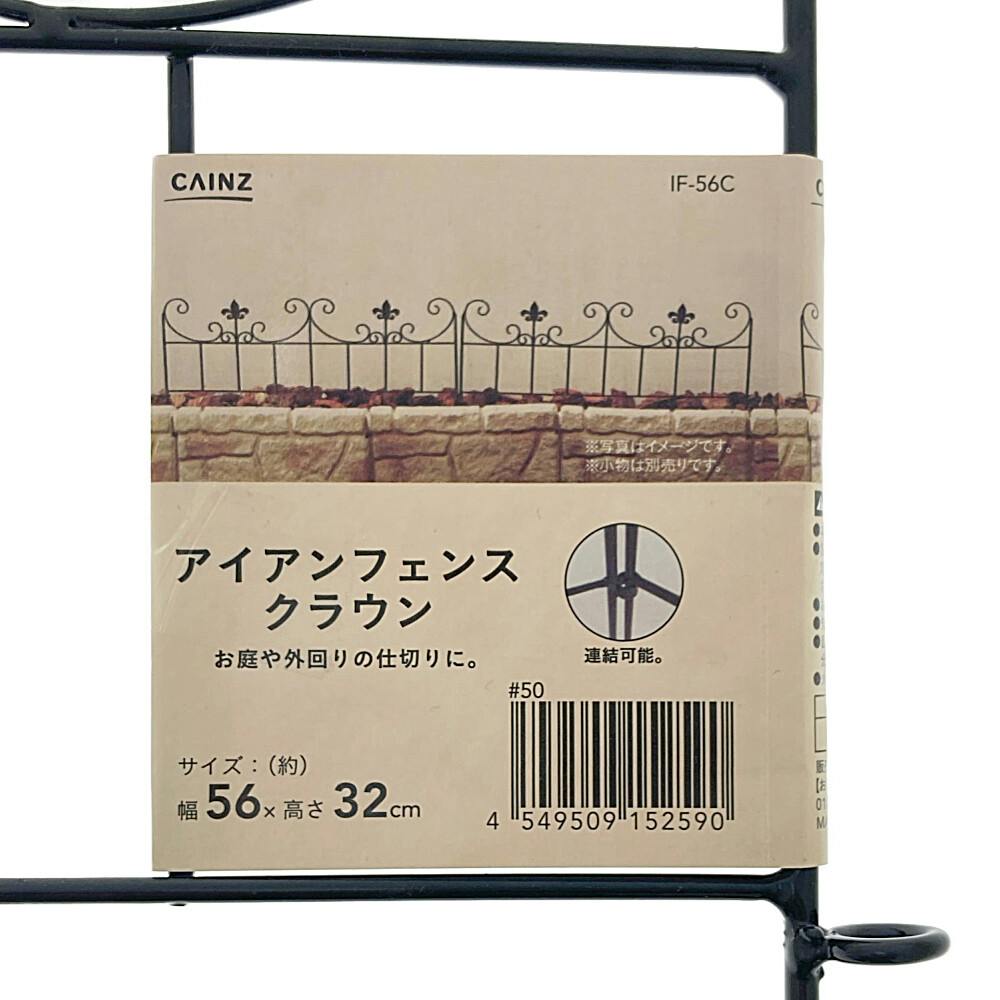 CAINZ
IF-56C
※写真はイメージです。
※小物は別売りです。
アイアンフェンス
クラウン
お庭や外回りの仕切りに。
連結可能。
#50
サイズ：（約）
幅 56× 高さ 32cm
4 549509 152590